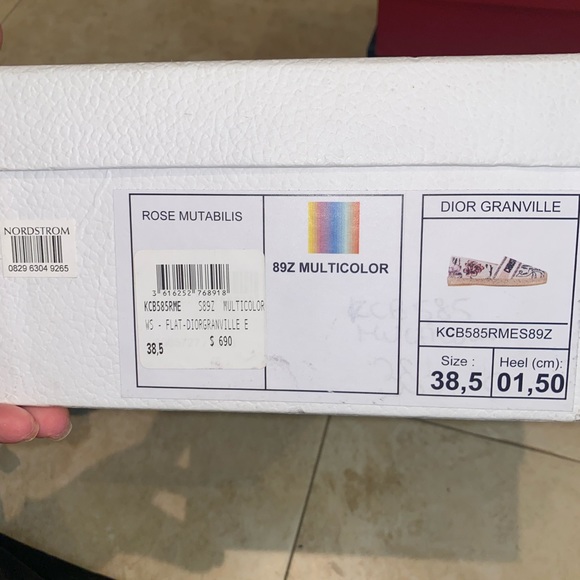 NORDSTROM
0829 6304 9265
ROSE MUTABILIS
3 616252 768918
KCB585RME S89Z MULTICOLOR
WS - FLAT-DIORGRANVILLE E
$ 690
38,5
89Z MULTICOLOR
DIOR GRANVILLE
KCB585RMES89Z
Size : Heel (cm):
38,5 01,50